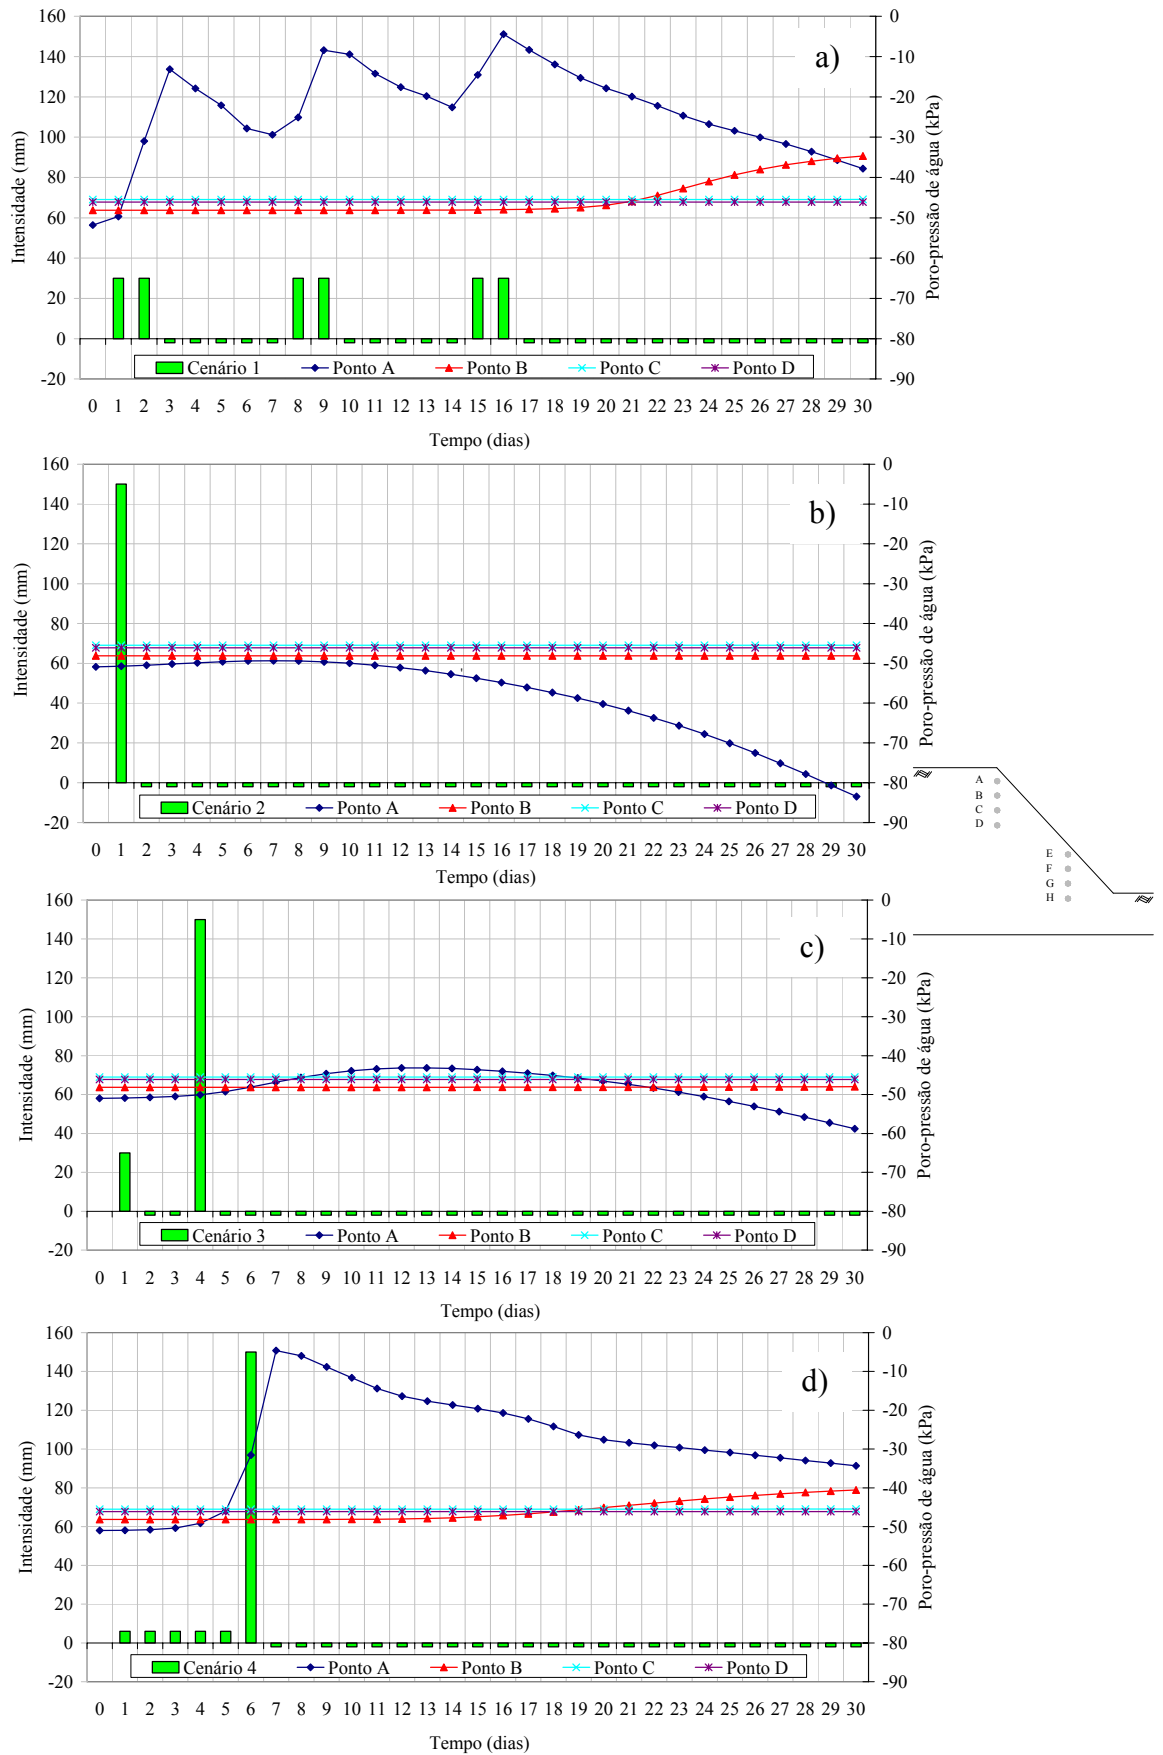 160 0
140 -10
120 -20
100 -30
80 -40
60 -50
40 -60
20 -70
0 -80
-20 -90
a)
Intensidade (mm)
Poro-pressão de água (kPa)
Cenário 1 Ponto A Ponto B Ponto C Ponto D
0 1 2 3 4 5 6 7 8 9 10 11 12 13 14 15 16 17 18 19 20 21 22 23 24 25 26 27 28 29 30
Tempo (dias)
160 0
140 -10
120 -20
100 -30
80 -40
60 -50
40 -60
20 -70
0 -80
-20 -90
b)
Intensidade (mm)
Poro-pressão de água (kPa)
Cenário 2 Ponto A Ponto B Ponto C Ponto D
0 1 2 3 4 5 6 7 8 9 10 11 12 13 14 15 16 17 18 19 20 21 22 23 24 25 26 27 28 29 30
Tempo (dias)
A
B
C
D
E
F
G
H
160 0
140 -10
120 -20
100 -30
80 -40
60 -50
40 -60
20 -70
0 -80
-20 -90
c)
Intensidade (mm)
Poro-pressão de água (kPa)
Cenário 3 Ponto A Ponto B Ponto C Ponto D
0 1 2 3 4 5 6 7 8 9 10 11 12 13 14 15 16 17 18 19 20 21 22 23 24 25 26 27 28 29 30
Tempo (dias)
160 0
140 -10
120 -20
100 -30
80 -40
60 -50
40 -60
20 -70
0 -80
-20 -90
d)
Intensidade (mm)
Poro-pressão de água (kPa)
Cenário 4 Ponto A Ponto B Ponto C Ponto D
0 1 2 3 4 5 6 7 8 9 10 11 12 13 14 15 16 17 18 19 20 21 22 23 24 25 26 27 28 29 30
Tempo (dias)